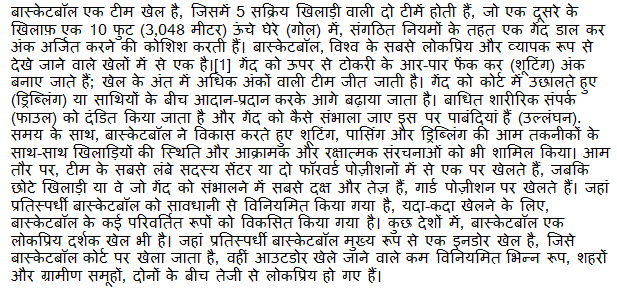 बास्केटबॉल एक टीम खेल है, जिसमें 5 सक्रिय खिलाड़ी वाली दो टीमें होती हैं, जो एक दूसरे के
खिलाफ़ एक 10 फुट (3,048 मीटर) ऊंचे घेरे (गोल) में, संगठित नियमों के तहत एक गेंद डाल कर
अंक अर्जित करने की कोशिश करती हैं। बास्केटबॉल, विश्व के सबसे लोकप्रिय और व्यापक रूप से
देखे जाने वाले खेलों में से एक है।[1] गेंद को ऊपर से टोकरी के आर-पार फेंक कर (शूटिंग) अंक
बनाए जाते हैं; खेल के अंत में अधिक अंकों वाली टीम जीत जाती है। गेंद को कोर्ट में उछालते हुए
(ड्रिब्लिंग) या साथियों के बीच आदान-प्रदान करके आगे बढ़ाया जाता है। बाधित शारीरिक संपर्क
(फाउल) को दंडित किया जाता है और गेंद को कैसे संभाला जाए इस पर पाबंदियां हैं (उल्लंघन).
समय के साथ, बास्केटबॉल ने विकास करते हुए शूटिंग, पासिंग और ड्रिब्लिंग की आम तकनीकों के
साथ-साथ खिलाड़ियों की स्थिति और आक्रामक और रक्षात्मक संरचनाओं को भी शामिल किया। आम
तौर पर, टीम के सबसे लंबे सदस्य सेंटर या दो फॉरवर्ड पोज़ीशनों में से एक पर खेलते हैं, जबकि
छोटे खिलाड़ी या वे जो गेंद को संभालने में सबसे दक्ष और तेज़ हैं, गार्ड पोज़ीशन पर खेलते हैं। जहां
प्रतिस्पर्धी बास्केटबॉल को सावधानी से विनियमित किया गया है, यदा-कदा खेलने के लिए,
बास्केटबॉल के कई परिवर्तित रूपों को विकसित किया गया है। कुछ देशों में, बास्केटबॉल एक
लोकप्रिय दर्शक खेल भी है। जहां प्रतिस्पर्धी बास्केटबॉल मुख्य रूप से एक इनडोर खेल है, जिसे
बास्केटबॉल कोर्ट पर खेला जाता है, वहीं आउटडोर खेले जाने वाले कम विनियमित भिन्न रूप, शहरों
और ग्रामीण समूहों, दोनों के बीच तेजी से लोकप्रिय हो गए हैं।